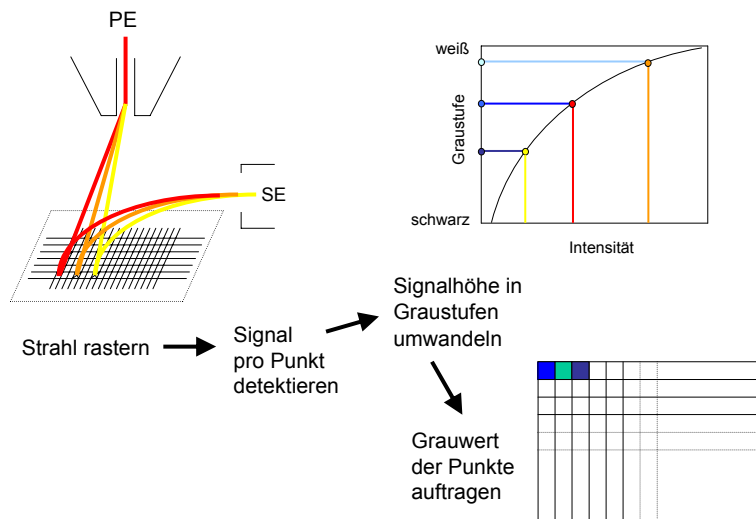 PE
SE
weiß
Graustufe
schwarz
Intensität
Strahl rastern
Signal
pro Punkt
detektieren
Signalhöhe in
Graustufen
umwandeln
Grauwert
der Punkte
auftragen